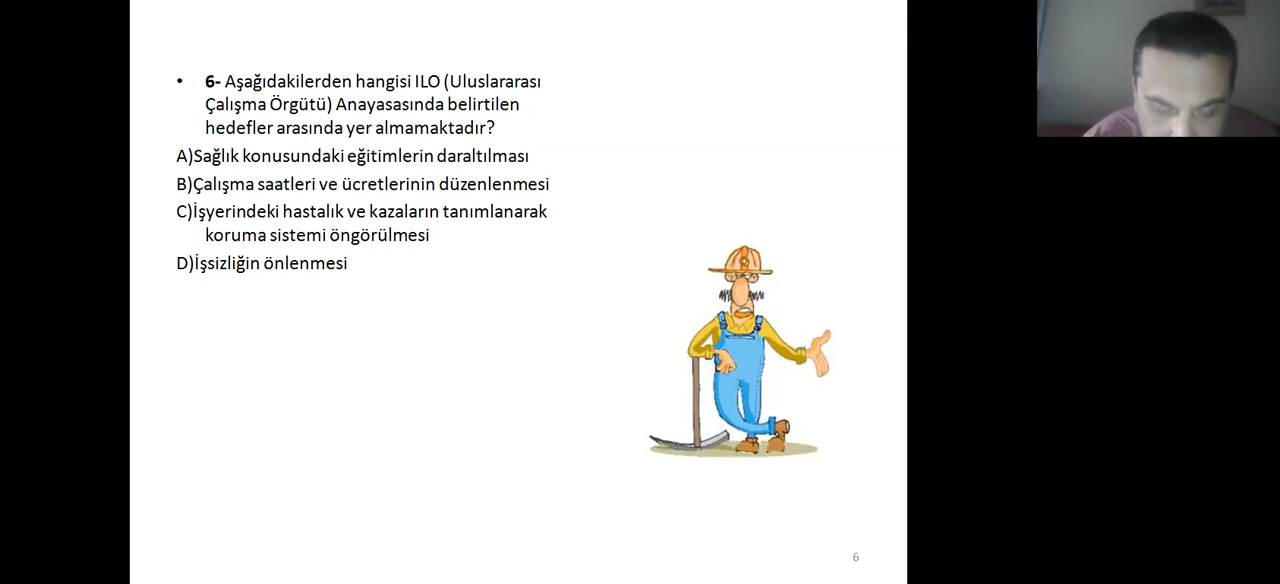 • 6- Aşağıdakilerden hangisi ILO (Uluslararası
Çalışma Örgütü) Anayasasında belirtilen
hedefler arasında yer almamaktadır?
A)Sağlık konusundaki eğitimlerin daraltılması
B)Çalışma saatleri ve ücretlerinin düzenlenmesi
C)İşyerindeki hastalık ve kazaların tanımlanarak
koruma sistemi öngörülmesi
D)İşsizliğin önlenmesi
6